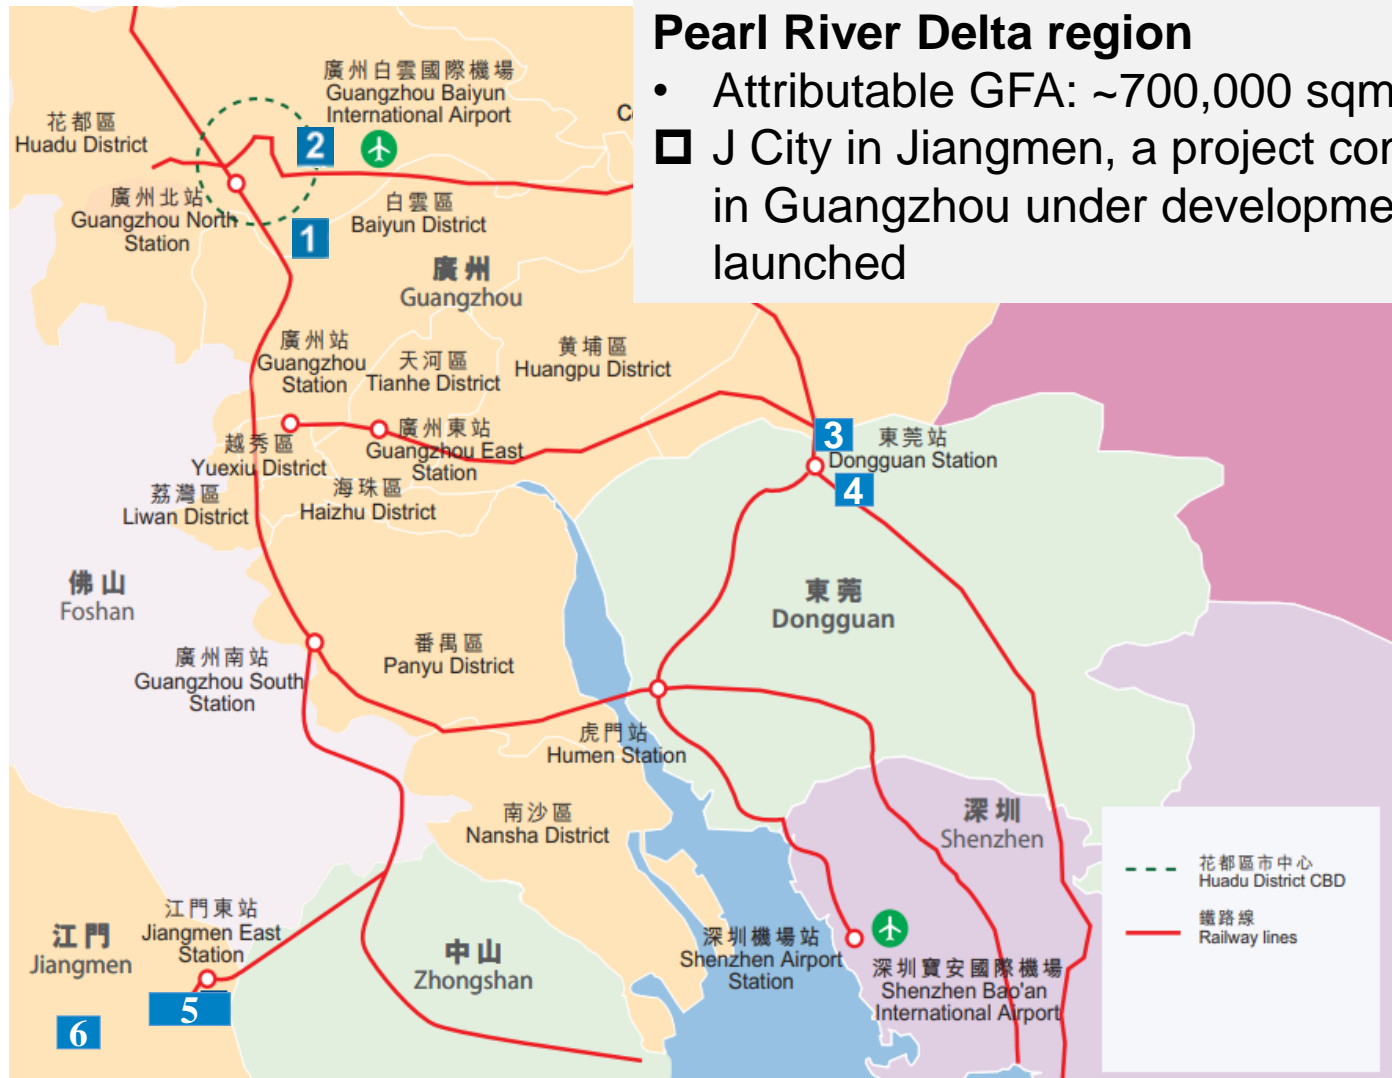 Pearl River Delta region
• Attributable GFA: ~700,000 sqm
J City in Jiangmen, a project
in Guangzhou under
launched
廣州白雲國際機場
Guangzhou Baiyun
International Airport
花都區
Huadu District
2
廣州北站
Guangzhou North
Station
白雲區
Baiyun District
1
廣州
Guangzhou
廣州站
Guangzhou
Station
天河區
Tianhe District
黄埔區
Huangpu District
越秀區
Yuexiu District
廣州東站
Guangzhou East
Station
3
東莞站
Dongguan Station
4
荔灣區
Liwan District
海珠區
Haizhu District
佛山
Foshan
東莞
Dongguan
番禺區
Panyu District
廣州南站
Guangzhou South
Station
虎門站
Humen Station
南沙區
Nansha District
深圳
Shenzhen
花都區市中心
Huadu District CBD
鐵路線
Railway lines
江門東站
Jiangmen East
Station
江門
Jiangmen
中山
Zhongshan
深圳機場站
Shenzhen Airport
Station
深圳寶安國際機場
Shenzhen Bao'an
International Airport
5
6